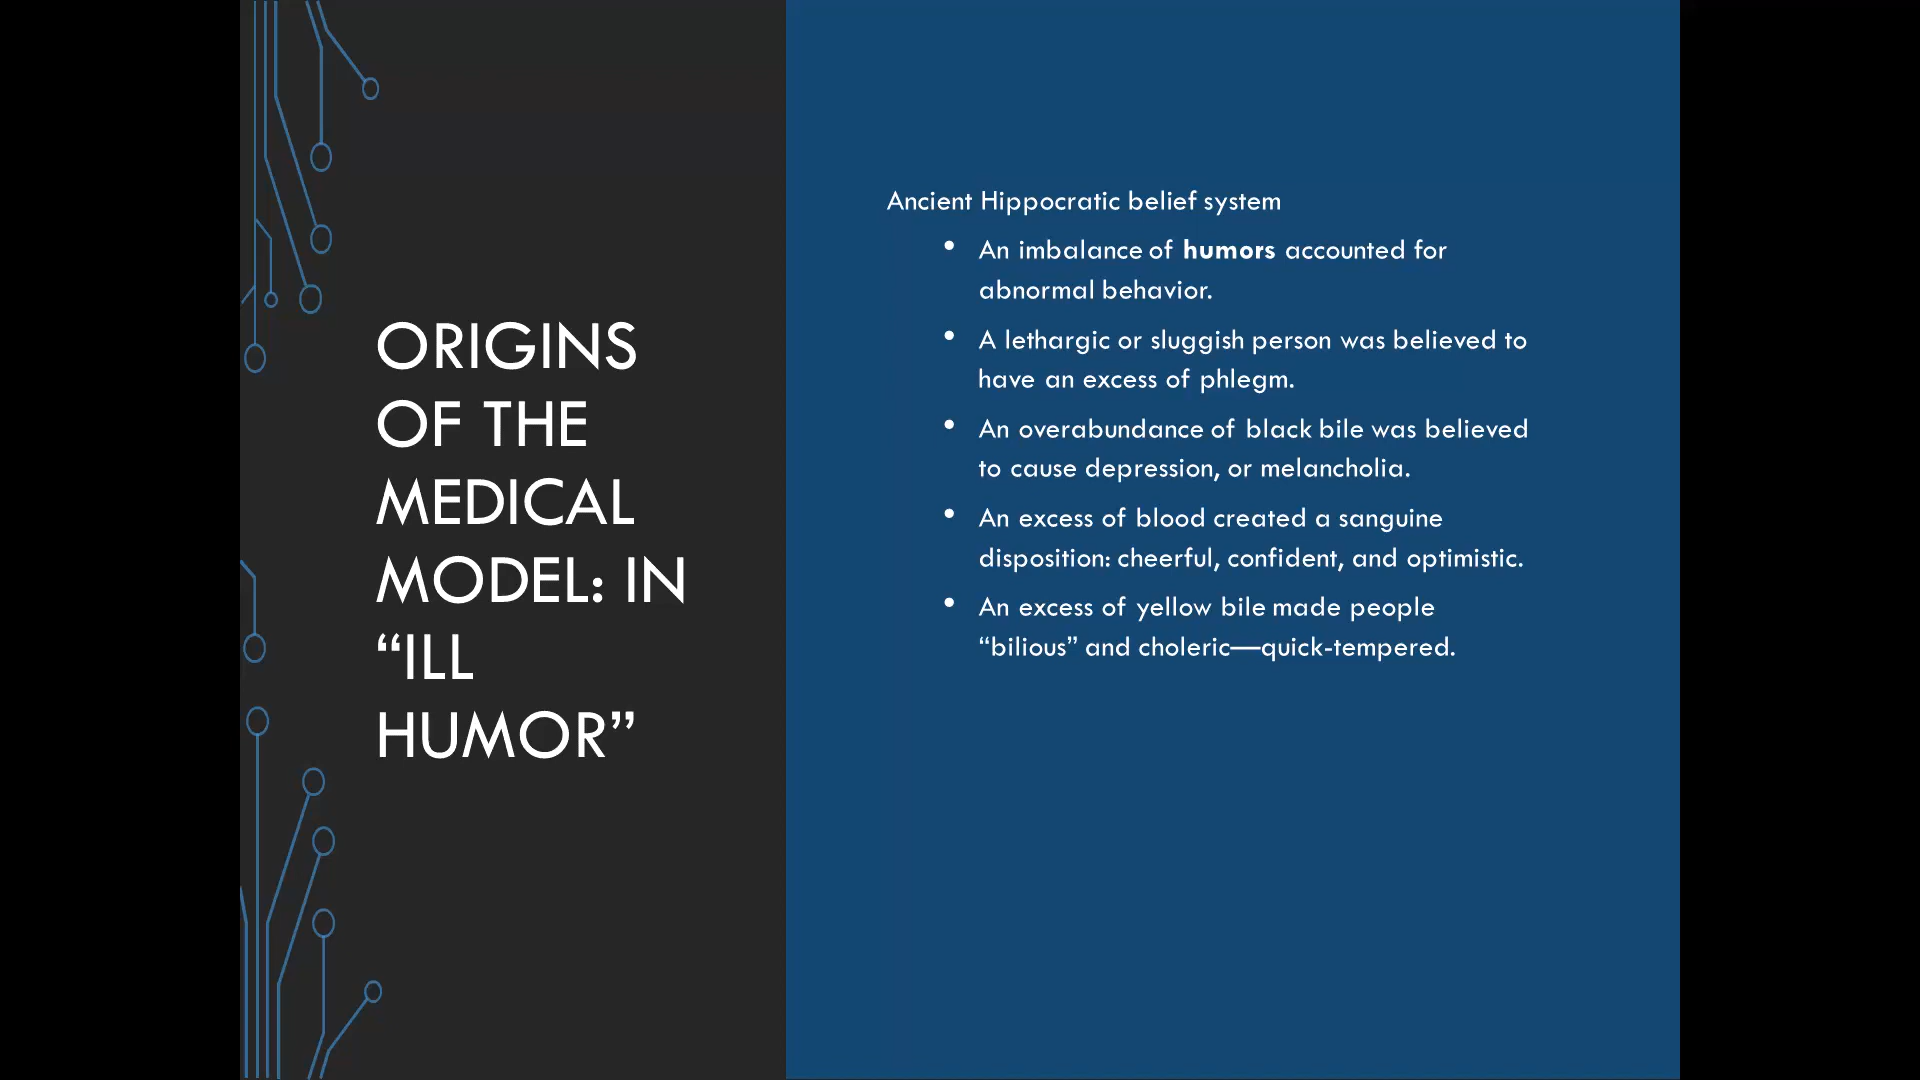 ORIGINS
OF THE
MEDICAL
MODEL: IN
“ILL
HUMOR”
Ancient Hippocratic belief system
• An imbalance of humors accounted for
abnormal behavior.
• A lethargic or sluggish person was believed to
have an excess of phlegm.
• An overabundance of black bile was believed
to cause depression, or melancholia.
• An excess of blood created a sanguine
disposition: cheerful, confident, and optimistic.
• An excess of yellow bile made people
“bilious” and choleric—quick-tempered.